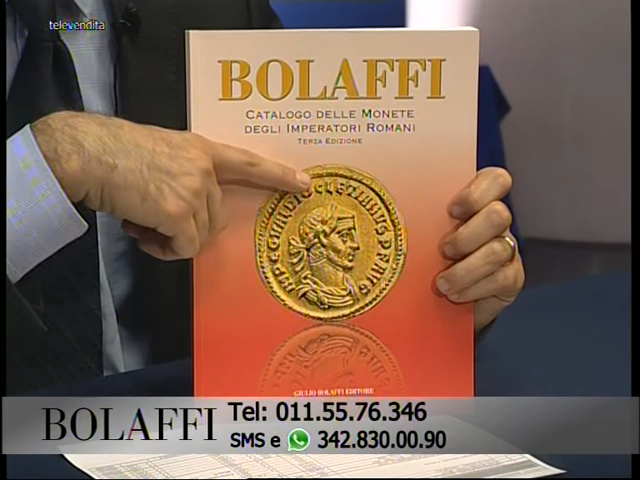 televendita
BOLAFFI
CATALOGO DELLE MONETE
DEGLI IMPERATORI ROMANI
TERZA EDIZIONE
GIULIO BOLAFFI EDITORE
BOLAFFI
Tel: 011.55.76.346
SMS e 342.830.00.90